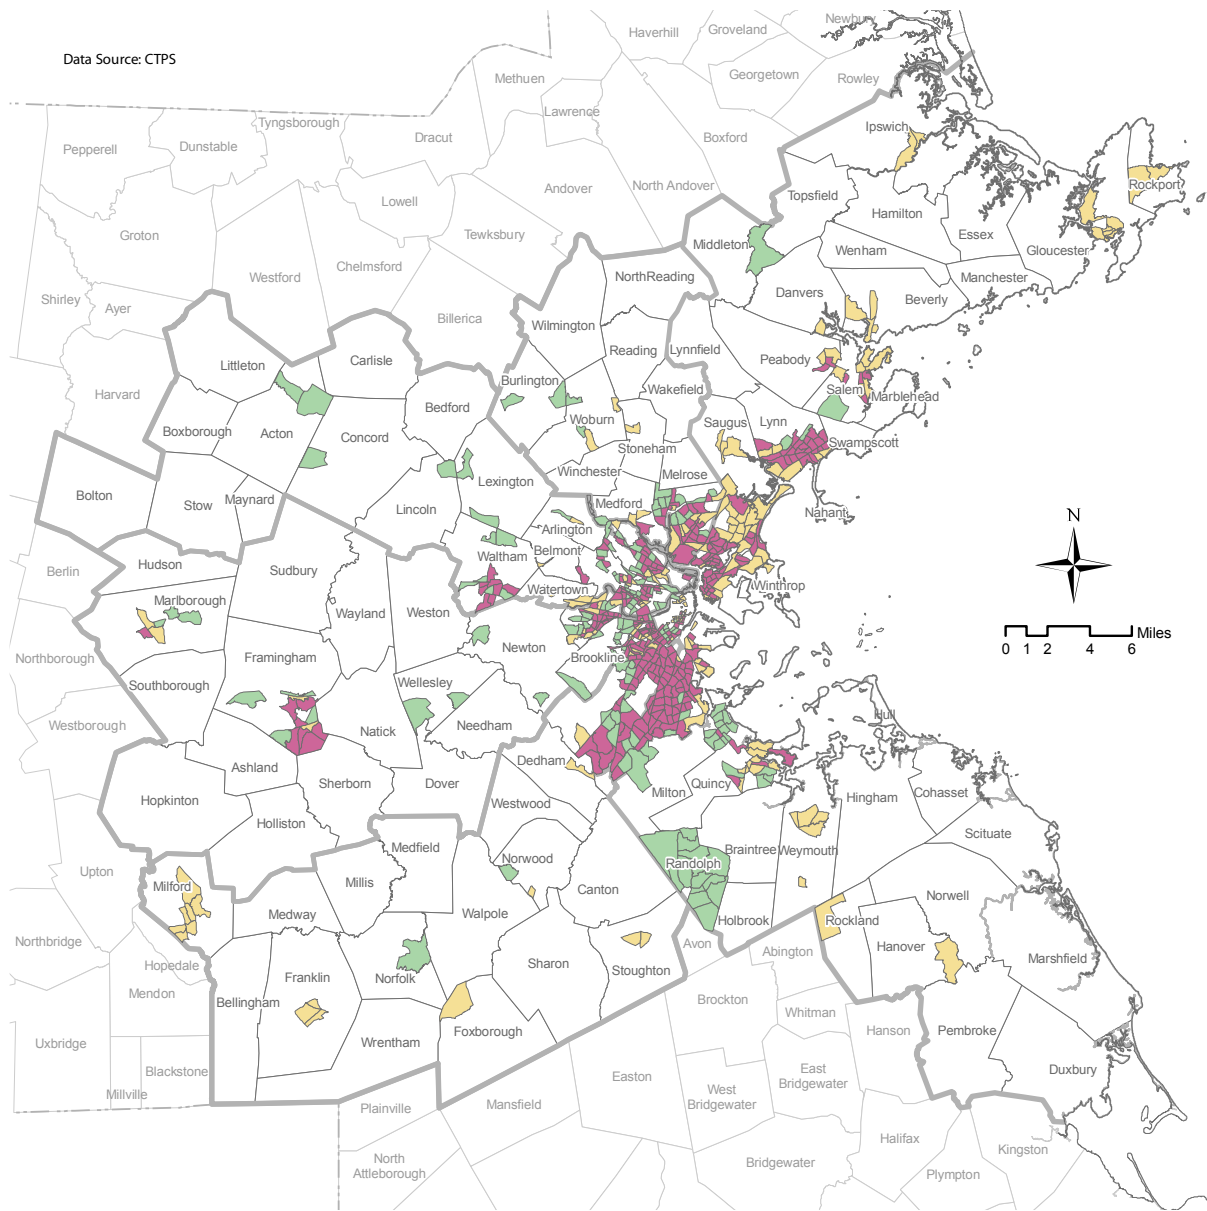 Data Source: CTPS
Newbury
Haverhill
Groveland
Methuen
Georgetown
Rowley
Lawrence
Tyngsborough
Ipswich
Pepperell
Dunstable
Dracut
Boxford
Andover
North Andover
Rockport
Lowell
Topsfield
Hamilton
Groton
Tewksbury
Essex
Middleton
Wenham
Gloucester
Westford
Chelmsford
NorthReading
Manchester
Shirley
Ayer
Danvers
Beverly
Billerica
Wilmington
Reading
Lynnfield
Peabody
Littleton
Carlisle
Harvard
Burlington
Wakefield
Salem
Marblehead
Bedford
Woburn
Saugus
Lynn
Boxborough
Acton
Concord
Swampscott
Stoneham
Winchester
Melrose
Lexington
Bolton
Stow
Maynard
Lincoln
Medford
Nahant
N
Arlington
Belmont
Waltham
Hudson
Berlin
Sudbury
Watertown
Winthrop
Marlborough
Wayland
Weston
Miles
0 1 2 4 6
Newton
Northborough
Framingham
Brookline
Southborough
Wellesley
Westborough
Needham
Natick
Hull
Dedham
Ashland
Sherborn
Dover
Milton
Quincy
Hopkinton
Westwood
Hingham
Cohasset
Holliston
Scituate
Medfield
Braintree
Weymouth
Norwood
Randolph
Upton
Milford
Millis
Canton
Norwell
Medway
Walpole
Holbrook
Rockland
Northbridge
Avon
Abington
Hanover
Hopedale
Sharon
Stoughton
Marshfield
Franklin
Norfolk
Mendon
Bellingham
Brockton
Whitman
Foxborough
Hanson
Pembroke
Uxbridge
Wrentham
Blackstone
East
Bridgewater
Duxbury
Easton
Millville
West
Bridgewater
Plainville
Mansfield
Halifax
Kingston
North
Attleborough
Bridgewater
Plympton